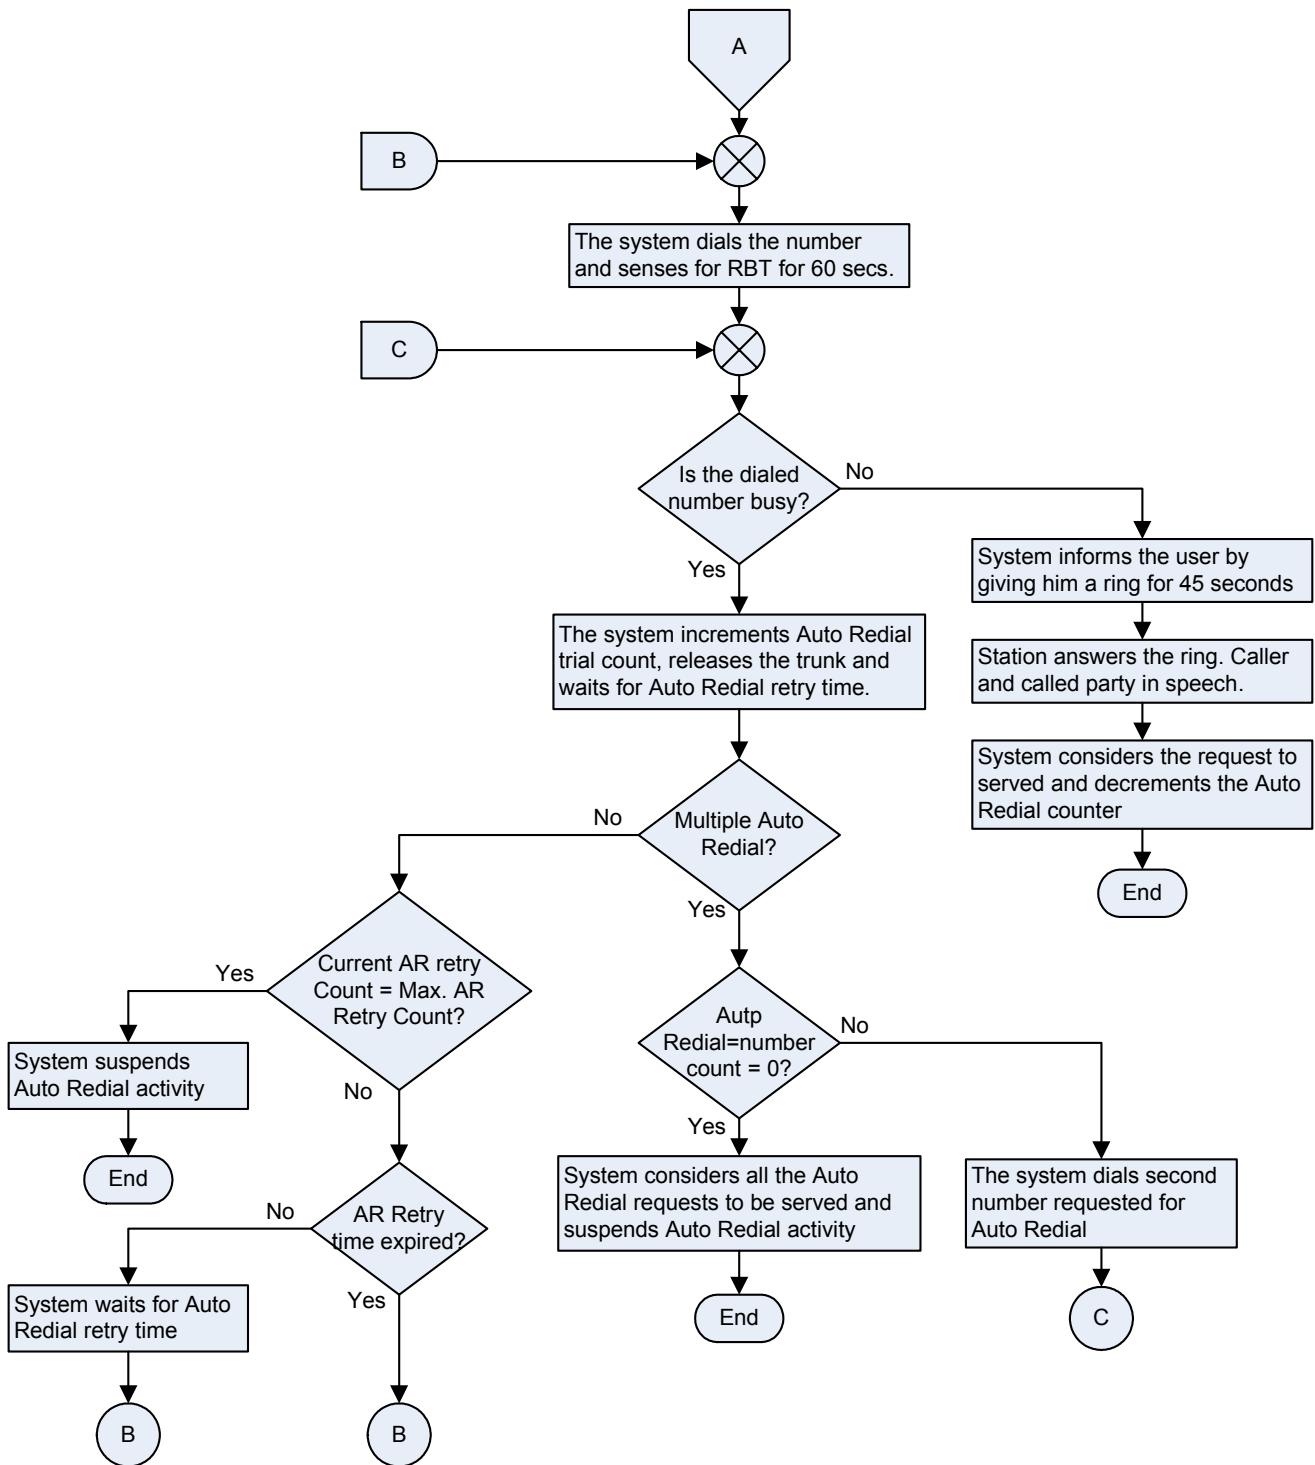 A
B
The system dials the number
and senses for RBT for 60 secs.
C
Is the dialed
number busy?
No
Yes
System informs the user by
giving him a ring for 45 seconds
The system increments Auto Redial
trial count, releases the trunk and
waits for Auto Redial retry time.
Station answers the ring. Caller
and called party in speech.
System considers the request to
served and decrements the Auto
Redial counter
End
Multiple Auto
Redial?
No
Yes
Current AR retry
Count = Max. AR
Retry Count?
Yes
No
System suspends
Auto Redial activity
End
Autp
Redial=number
count = 0?
No
Yes
AR Retry
time expired?
No
Yes
System waits for Auto
Redial retry time
B
B
System considers all the Auto
Redial requests to be served and
suspends Auto Redial activity
End
The system dials second
number requested for
Auto Redial
C